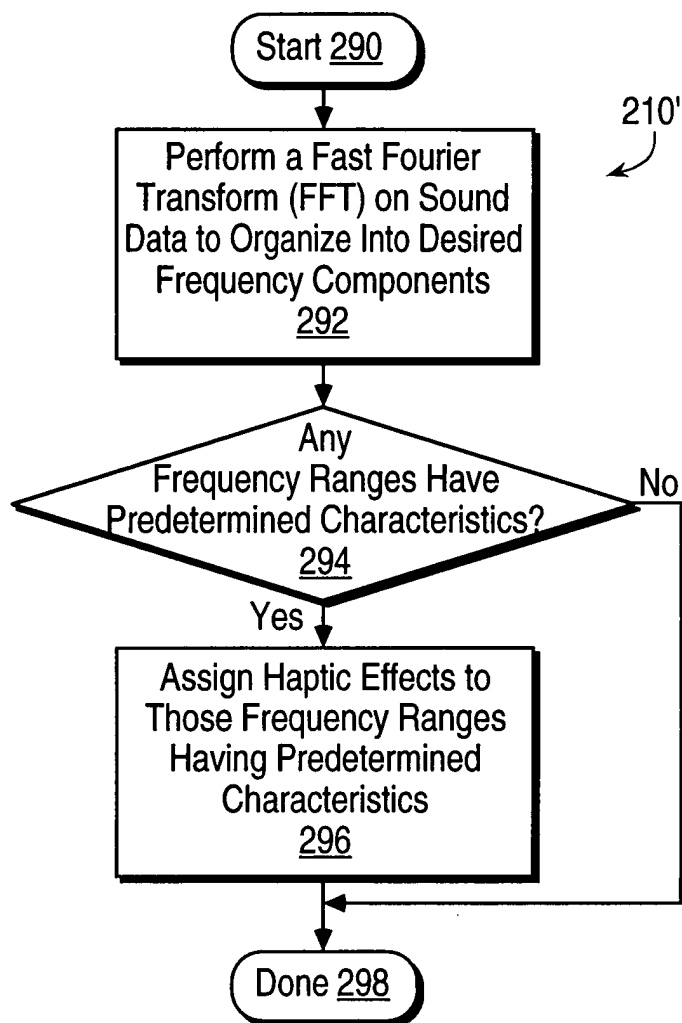 Start 290
210'
Perform a Fast Fourier
Transform (FFT) on Sound
Data to Organize Into Desired
Frequency Components
292
Any
Frequency Ranges Have
Predetermined Characteristics?
294
No
Yes
Assign Haptic Effects to
Those Frequency Ranges
Having Predetermined
Characteristics
296
Done 298